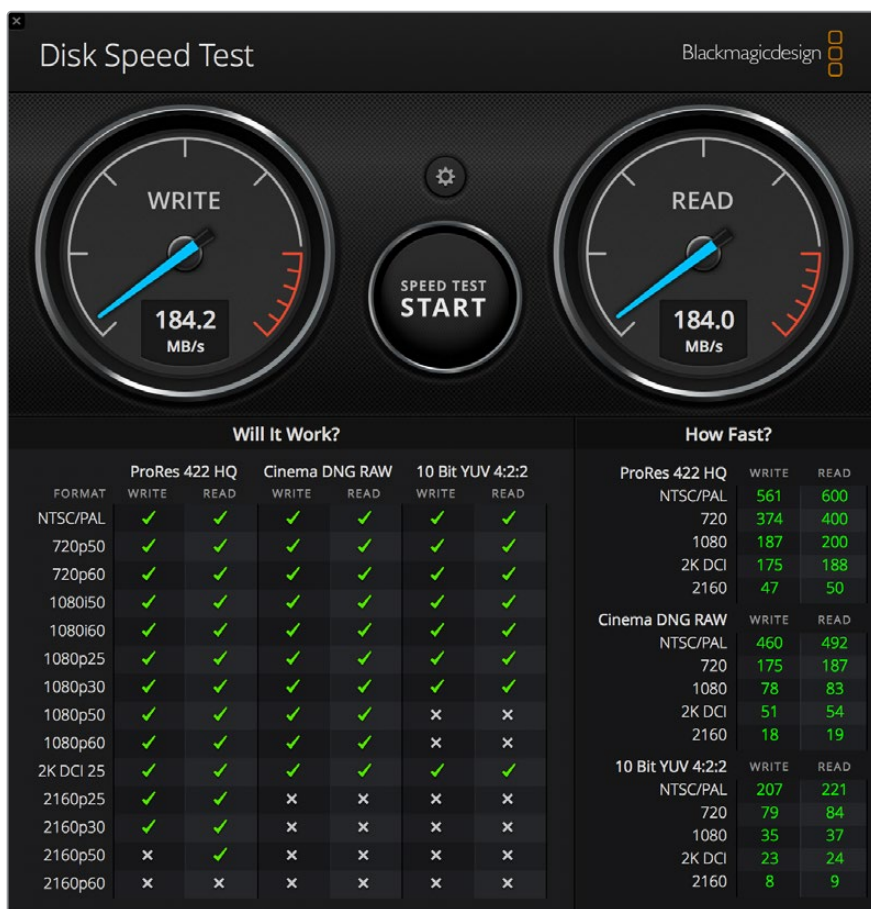 Disk Speed Test
Blackmagicdesign
WRITE
184.2
MB/s
SPEED TEST
START
READ
184.0
MB/s
Will It Work?
ProRes 422 HQ Cinema DNG RAW 10 Bit YUV 4:2:2
FORMAT WRITE READ WRITE READ WRITE READ
NTSC/PAL ✓ ✓ ✓ ✓ ✓ ✓
720p50 ✓ ✓ ✓ ✓ ✓ ✓
720p60 ✓ ✓ ✓ ✓ ✓ ✓
1080i50 ✓ ✓ ✓ ✓ ✓ ✓
1080i60 ✓ ✓ ✓ ✓ ✓ ✓
1080p25 ✓ ✓ ✓ ✓ ✓ ✓
1080p30 ✓ ✓ ✓ ✓ ✓ ✓
1080p50 ✓ ✓ ✓ ✓ × ×
1080p60 ✓ ✓ ✓ ✓ × ×
2K DCI 25 ✓ ✓ ✓ ✓ ✓ ✓
2160p25 ✓ ✓ × × × ×
2160p30 ✓ ✓ × × × ×
2160p50 × ✓ × × × ×
2160p60 × × × × × ×
How Fast?
ProRes 422 HQ WRITE READ
NTSC/PAL 561 600
720 374 400
1080 187 200
2K DCI 175 188
2160 47 50
Cinema DNG RAW WRITE READ
NTSC/PAL 460 492
720 175 187
1080 78 83
2K DCI 51 54
2160 18 19
10 Bit YUV 4:2:2 WRITE READ
NTSC/PAL 207 221
720 79 84
1080 35 37
2K DCI 23 24
2160 8 9